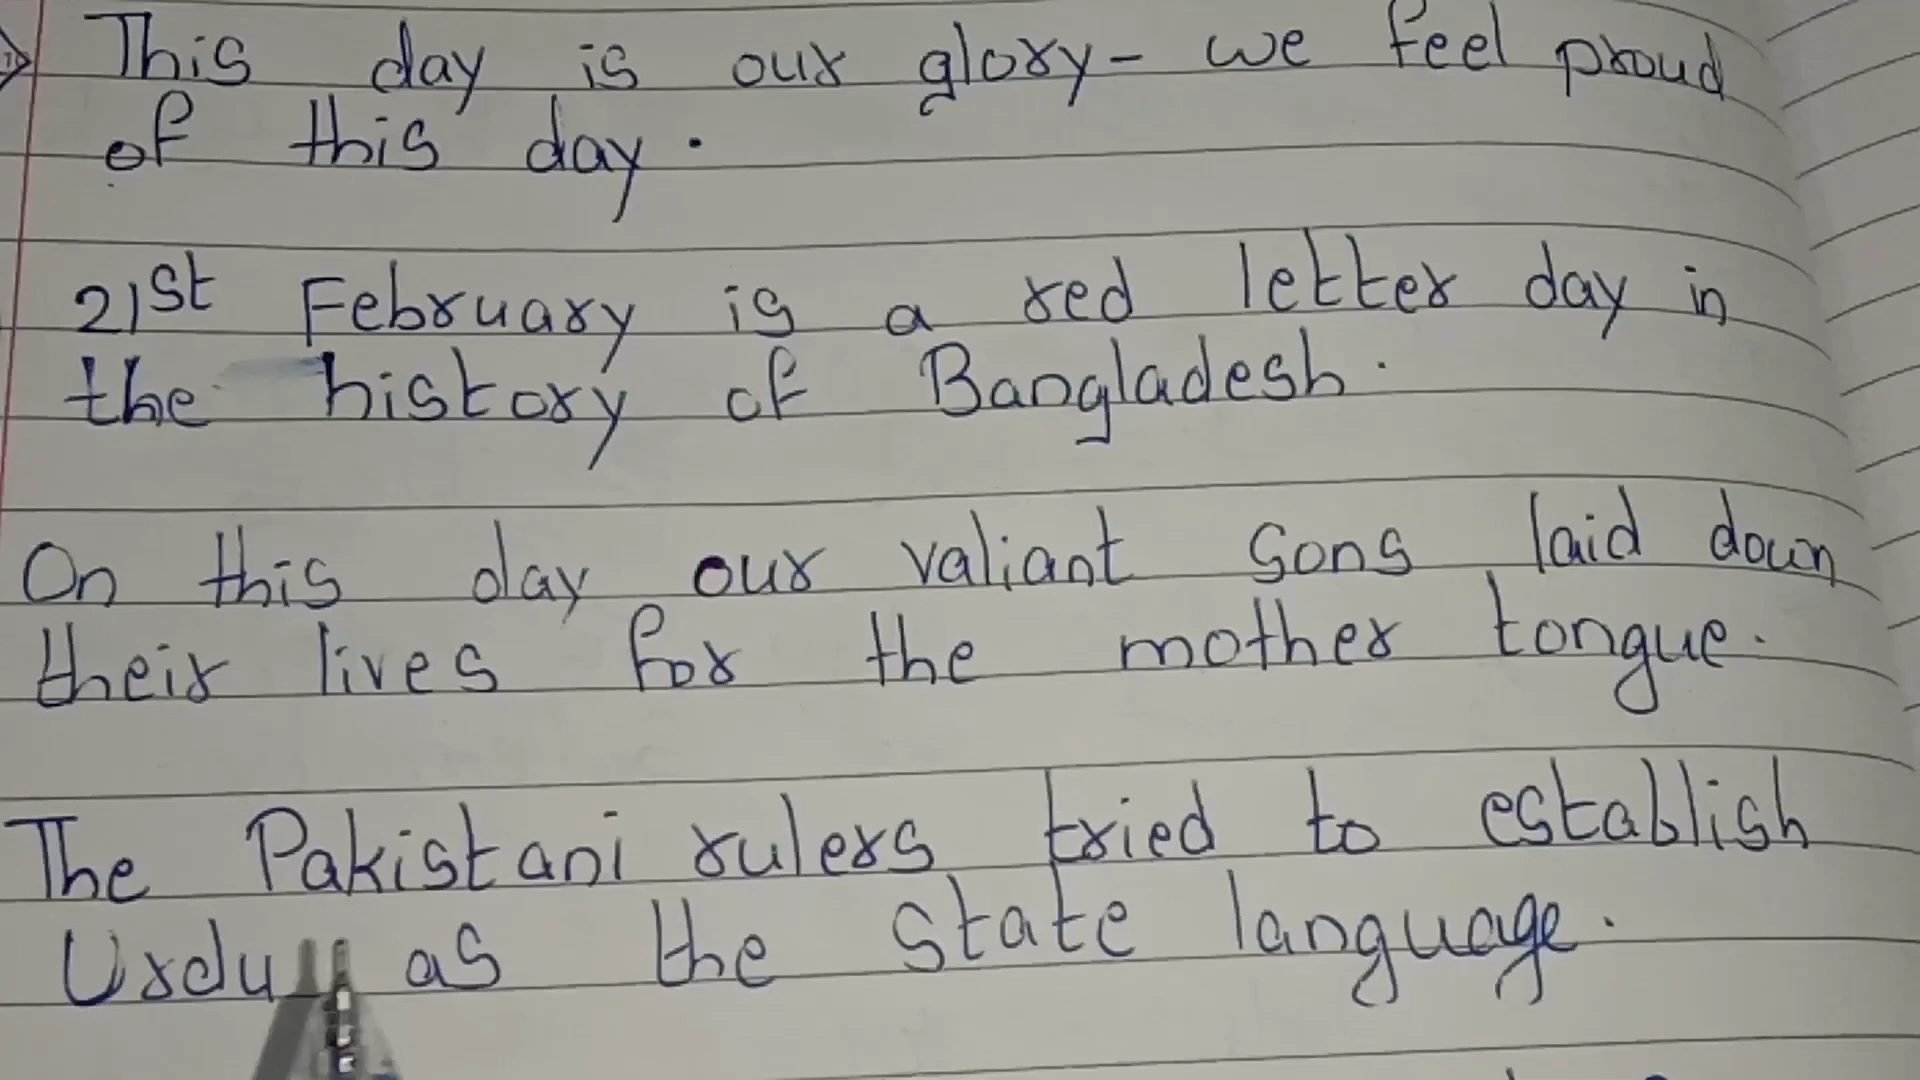 This day is our glory - we feel proud
of this day.
21st February is a red letter day in
the history of Bangladesh.
On this day our valiant sons laid down
their lives for the mother tongue.
The Pakistani rulers tried to establish
Urdu as the state language.